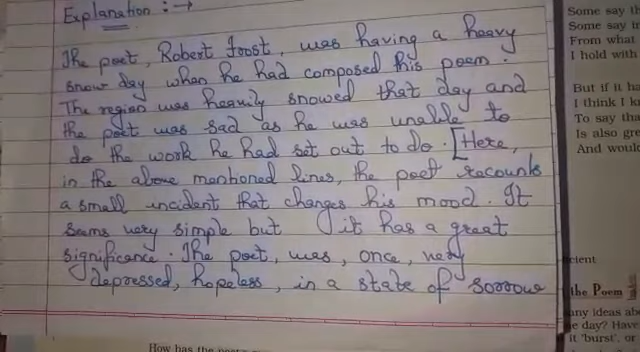 Explanation :→
The poet, Robert Frost, was having a heavy
snow day when he had composed this poem.
The region was heavily snowed that day and
the poet was sad as he was unable to
do the work he had set out to do. [Here,
in the above mentioned lines, the poet recounts
a small incident that changes his mood. It
seems very simple but it has a great
significance. The poet, was, once, very
depressed, hopeless, in a state of sorrow
Some say th
Some say in
From what
I hold with
But if it ha
I think I kn
To say tha
Is also gre
And would
cient
the Poem
any ideas ab
e day? Have
it 'burst', or
How has the